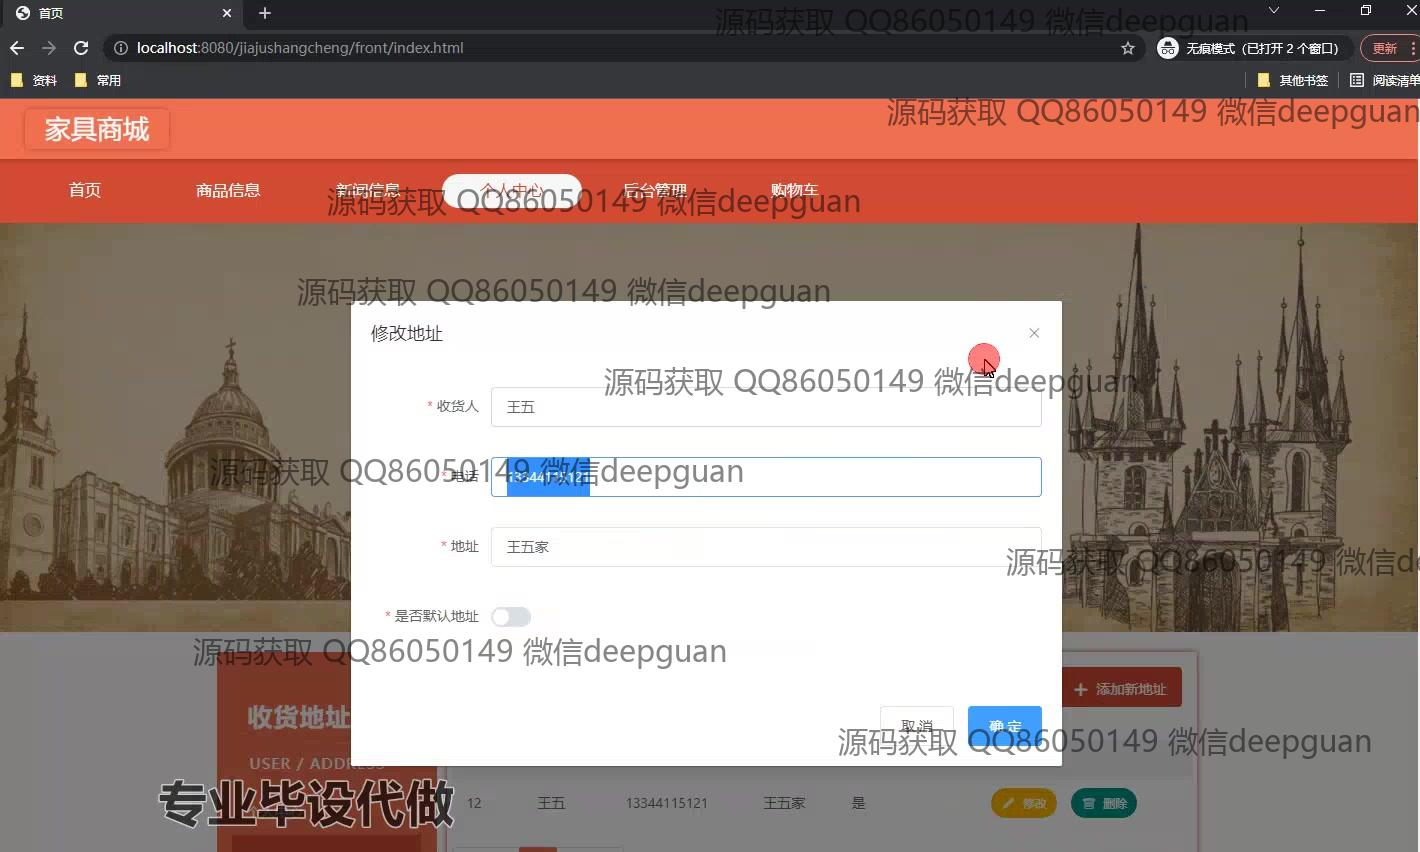 首页
源码获取 QQ86050149 微信deepguan
localhost:8080/jiajushangcheng/front/index.html
无痕模式（已打开 2 个窗口）
更新
资料
常用
其他书签
阅读清单
源码获取 QQ86050149 微信deepguan
家具商城
首页
商品信息
新闻信息
个人中心
后台管理
购物车
源码获取 QQ86050149 微信deepguan
源码获取 QQ86050149 微信deepguan
修改地址
源码获取 QQ86050149 微信deepguan
* 收货人
王五
* 电话
13344115121
源码获取 QQ86050149 微信deepguan
* 地址
王五家
源码获取 QQ86050149 微信de
* 是否默认地址
源码获取 QQ86050149 微信deepguan
添加新地址
收货地址
取消
确定
源码获取 QQ86050149 微信deepguan
USER / ADDRESS
专业毕设代做
12
王五
13344115121
王五家
是
修改
删除